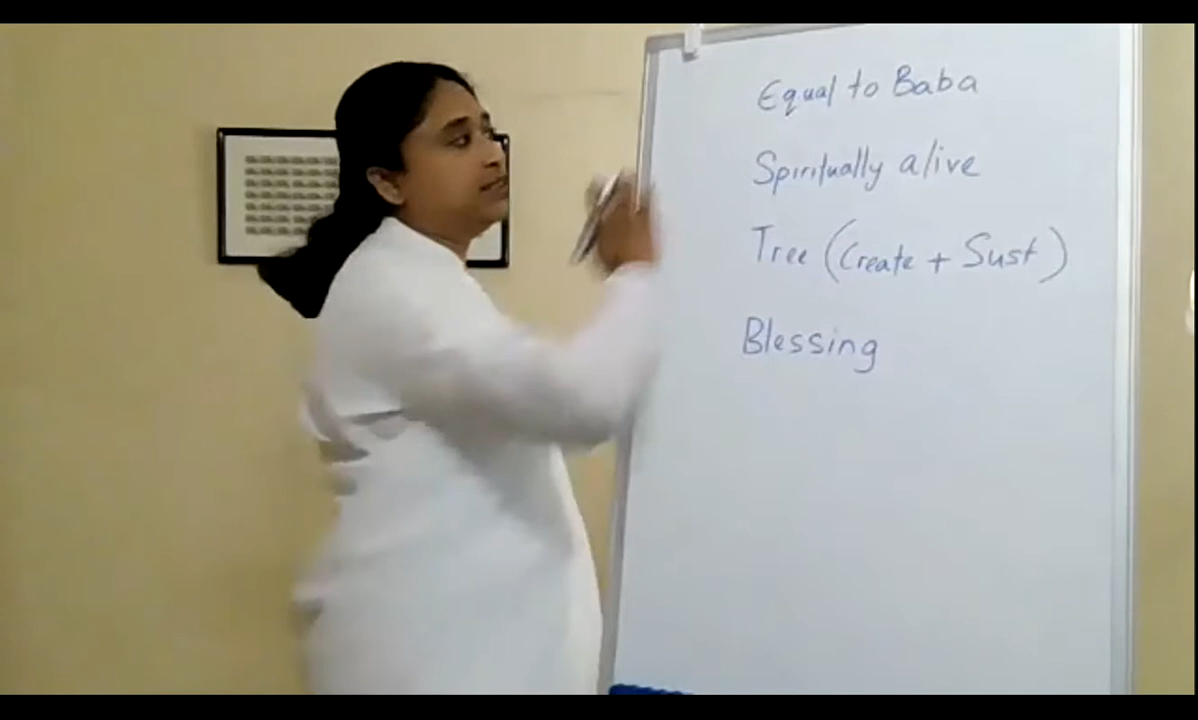 Equal to Baba
Spiritually alive
Tree (Create + Sust)
Blessing